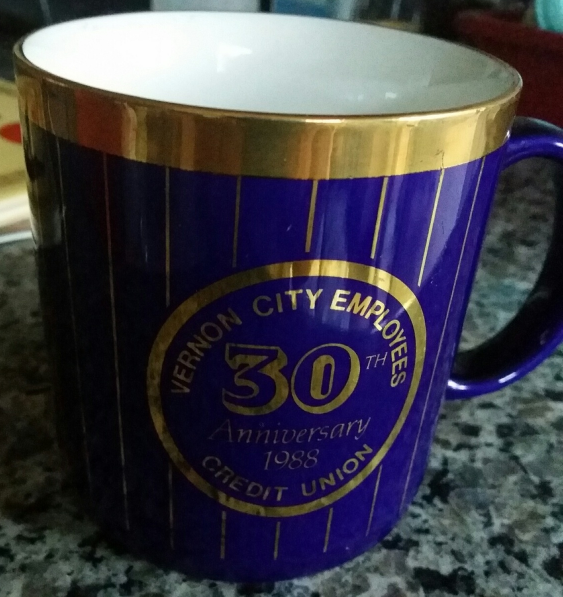 VERNON CITY EMPLOYEES
30TH
Anniversary
1988
CREDIT UNION